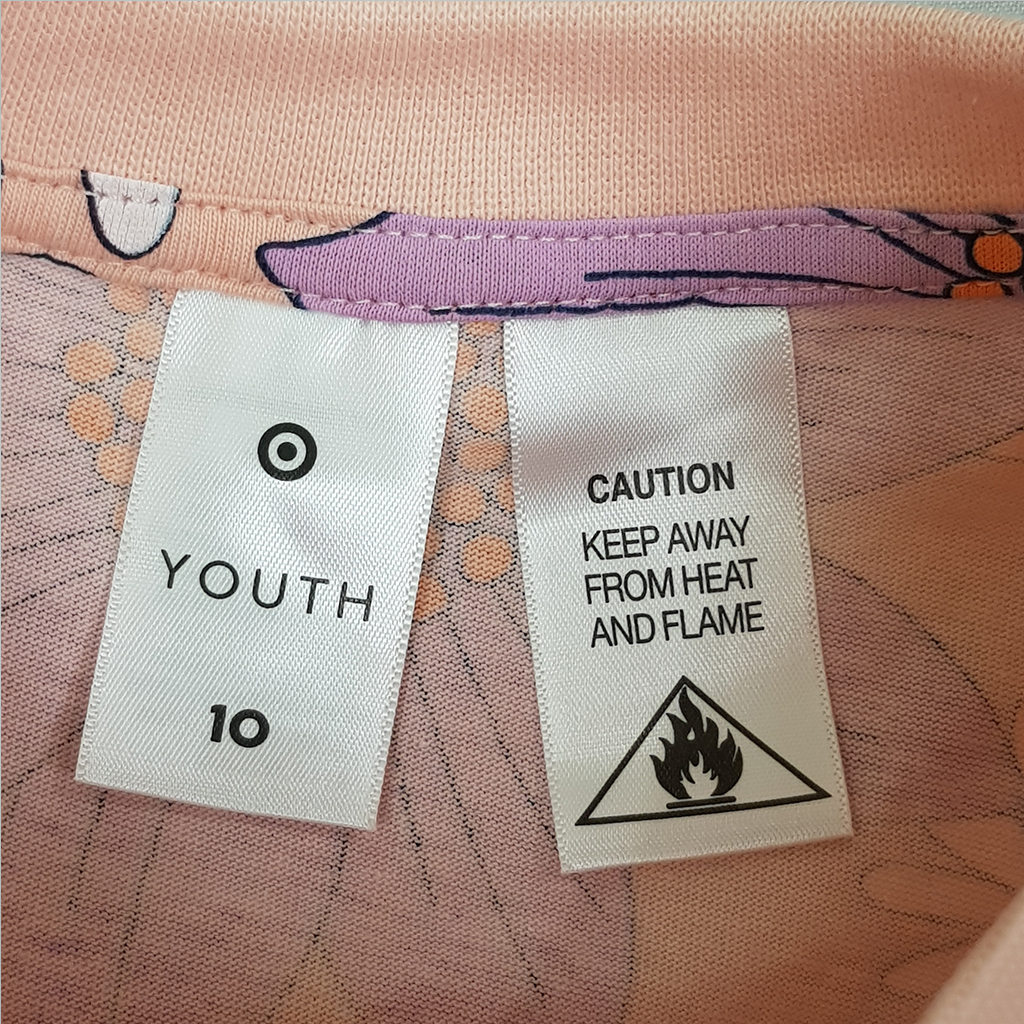 YOUTH
10
CAUTION
KEEP AWAY
FROM HEAT
AND FLAME